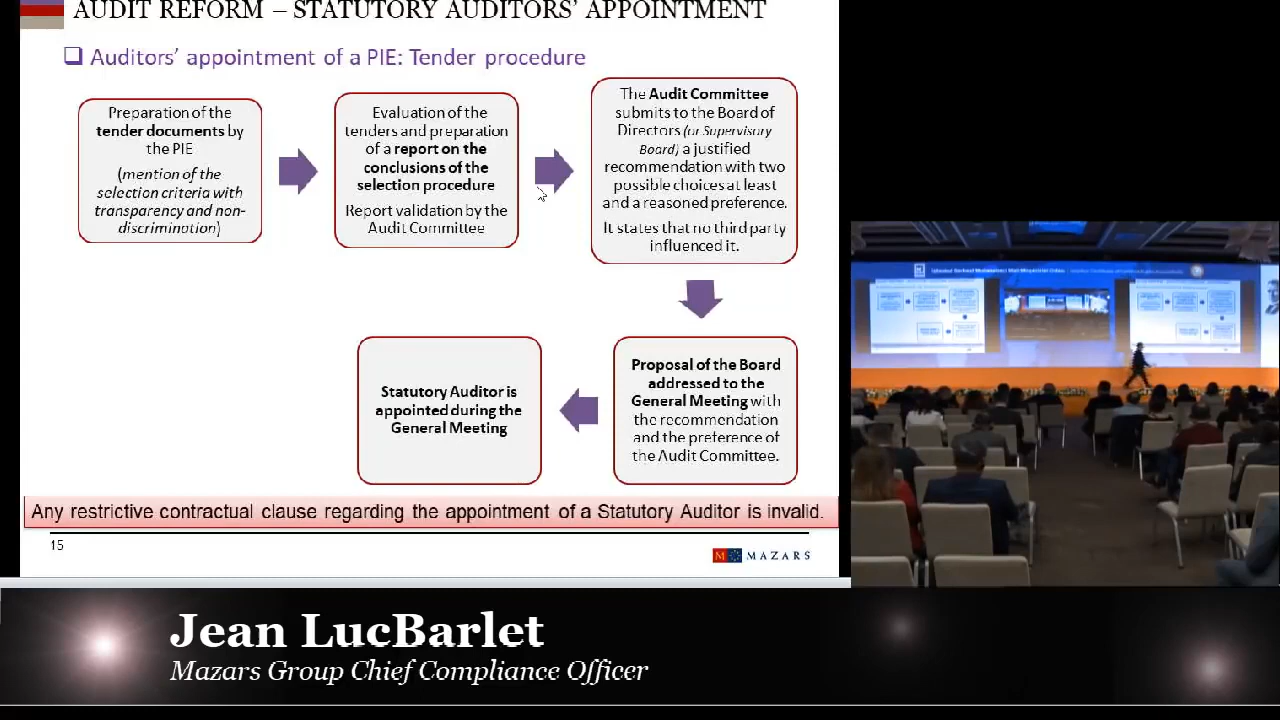 AUDIT REFORM – STATUTORY AUDITORS' APPOINTMENT
❑ Auditors' appointment of a PIE: Tender procedure
Preparation of the
tender documents by
the PIE
(mention of the
selection criteria with
transparency and non-
discrimination)
Evaluation of the
tenders and preparation
of a report on the
conclusions of the
selection procedure
Report validation by the
Audit Committee
The Audit Committee
submits to the Board of
Directors (or Supervisory
Board) a justified
recommendation with two
possible choices at least
and a reasoned preference.
It states that no third party
influenced it.
Proposal of the Board
addressed to the
General Meeting with
the recommendation
and the preference of
the Audit Committee.
Statutory Auditor is
appointed during the
General Meeting
Any restrictive contractual clause regarding the appointment of a Statutory Auditor is invalid.
15
M MAZARS
Jean LucBarlet
Mazars Group Chief Compliance Officer